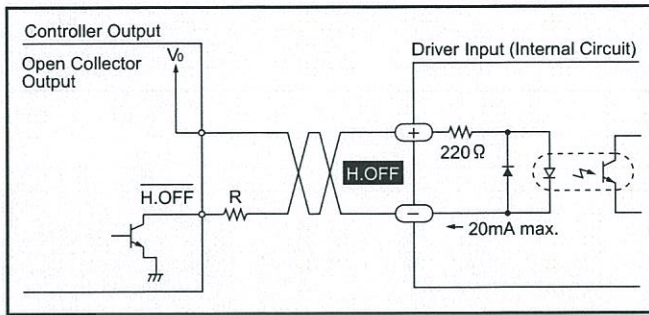 Controller Output
Open Collector
Output
V₀
Driver Input (Internal Circuit)
+
220Ω
H.OFF
H.OFF
R
−
20mA max.